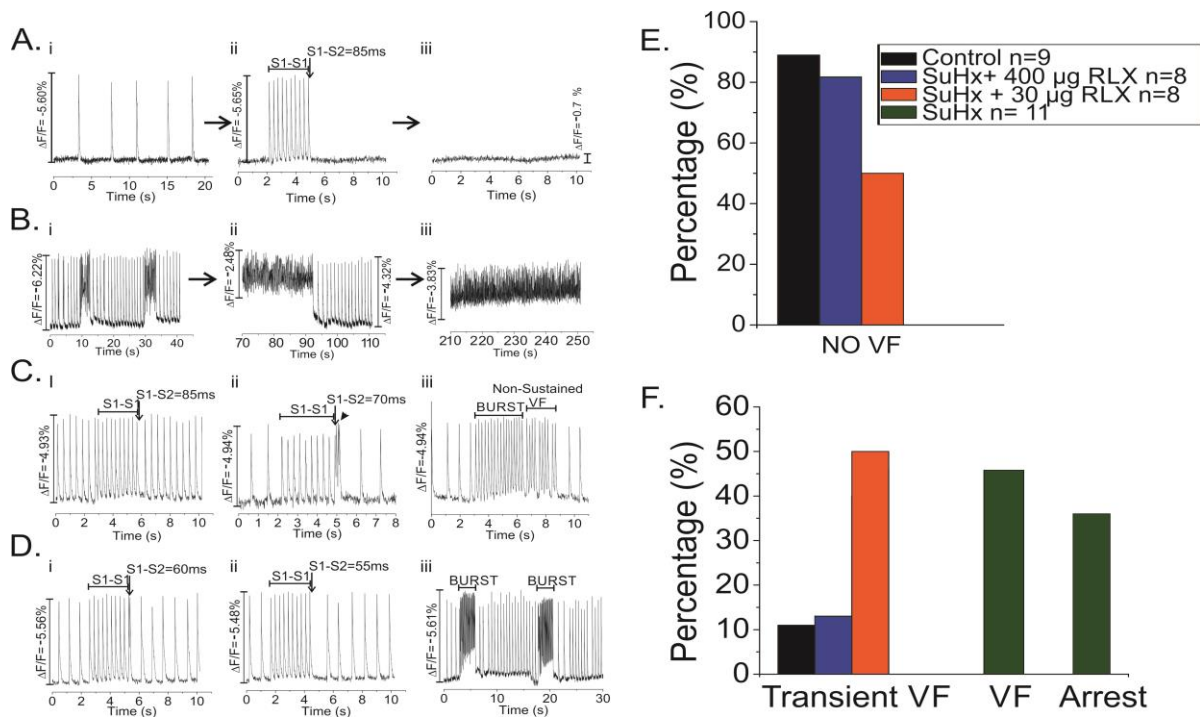 A.
i
ΔF/F= -5.60%
0 5 10 15 20
Time (s)
ii
S1-S2=85ms
S1-S1
ΔF/F= -5.65%
0 2 4 6 8 10
Time (s)
iii
ΔF/F=-0.7 %
0 2 4 6 8 10
Time (s)
B.
i
ΔF/F= -6.22%
0 10 20 30 40
Time (s)
ii
ΔF/F= -2.48%
ΔF/F= -4.32%
70 80 90 100 110
Time (s)
iii
ΔF/F= -3.83%
210 220 230 240 250
Time (s)
C.
I
S1-S2=85ms
S1-S1
ΔF/F= -4.93%
0 2 4 6 8 10
Time (s)
ii
S1-S2=70ms
S1-S1
ΔF/F= -4.94%
0 1 2 3 4 5 6 7 8
Time (s)
iii
Non-Sustained
BURST VF
ΔF/F=-4.94%
0 2 4 6 8 10
Time (s)
D.
i
S1-S2=60ms
S1-S1
ΔF/F= -5.56%
0 2 4 6 8 10
Time (s)
ii
S1-S2=55ms
S1-S1
ΔF/F= -5.48%
0 2 4 6 8 10
Time (s)
iii
BURST BURST
ΔF/F= -5.61%
0 10 20 30
Time (s)
E.
Percentage (%)
100
80
60
40
20
0
NO VF
Control n=9
SuHx+ 400 µg RLX n=8
SuHx + 30 µg RLX n=8
SuHx n= 11
F.
Percentage (%)
60
50
40
30
20
10
0
Transient VF VF Arrest